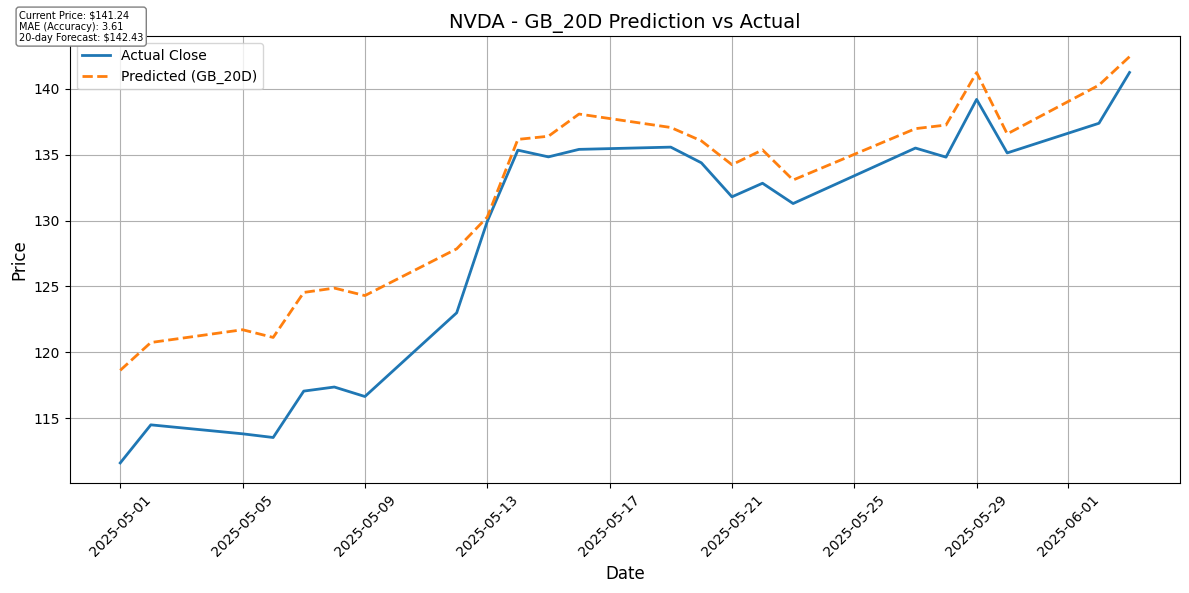 NVDA - GB_20D Prediction vs Actual
Current Price: $141.24
MAE (Accuracy): 3.61
20-day Forecast: $142.43
Actual Close
Predicted (GB_20D)
Price
140
135
130
125
120
115
2025-05-01
2025-05-05
2025-05-09
2025-05-13
2025-05-17
2025-05-21
2025-05-25
2025-05-29
2025-06-01
Date